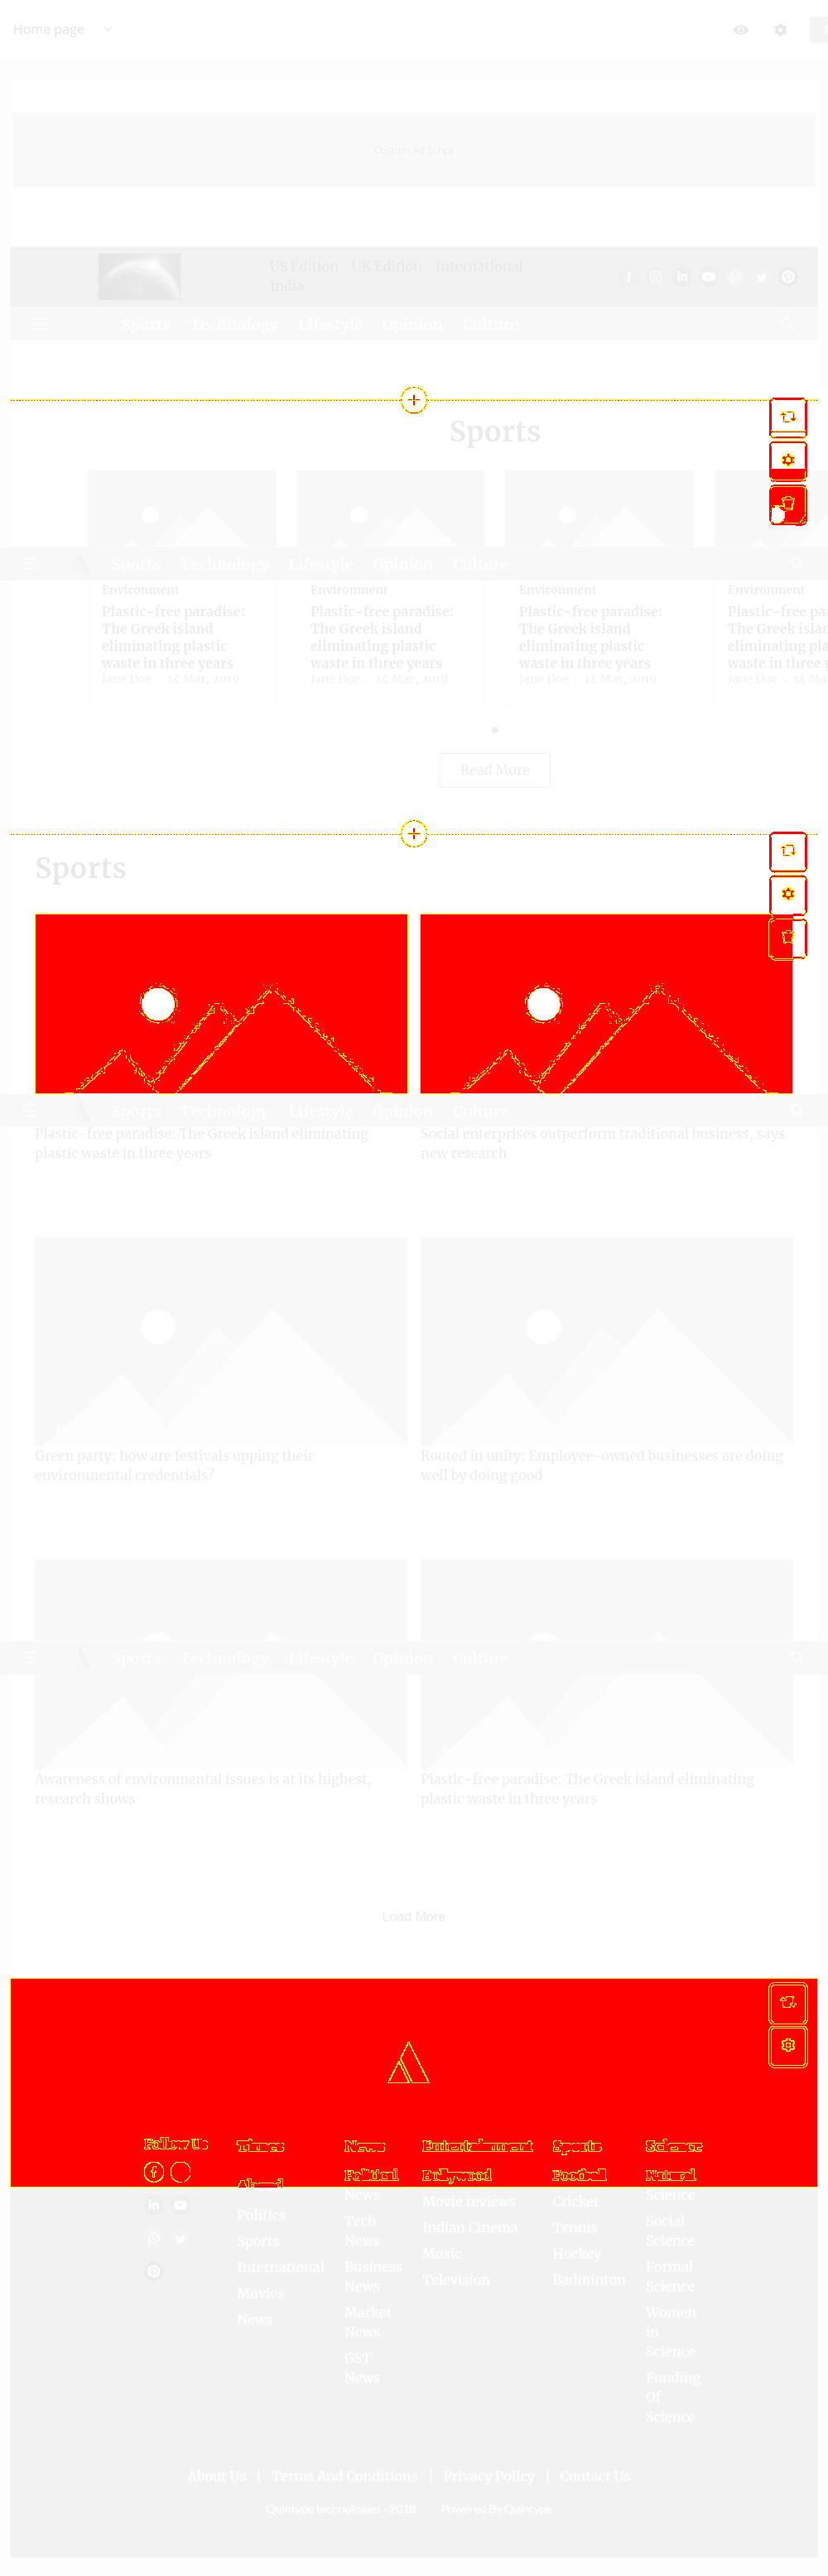 Home page
Custom Ad Script
US Edition UK Edition International
India
Sports Technology Lifestyle Opinion Culture
Sports
Sports Technology Lifestyle Opinion Culture
Environment Environment Environment Environment
Plastic-free paradise: Plastic-free paradise: Plastic-free paradise: Plastic-free par
The Greek island The Greek island The Greek island The Greek islan
eliminating plastic eliminating plastic eliminating plastic eliminating pla
waste in three years waste in three years waste in three years waste in three y
Jane Doe · 14 Mar, 2019 Jane Doe · 14 Mar, 2019 Jane Doe · 14 Mar, 2019 Jane Doe · 14 Ma
Read More
Sports
Sports Technology Lifestyle Opinion Culture
Plastic-free paradise: The Greek island eliminating
plastic waste in three years
Social enterprises outperform traditional business, says
new research
Green party: how are festivals upping their
environmental credentials?
Rooted in unity: Employee-owned businesses are doing
well by doing good
Sports Technology Lifestyle Opinion Culture
Awareness of environmental issues is at its highest,
research shows
Plastic-free paradise: The Greek island eliminating
plastic waste in three years
Load More
Follow Us
Times
Ahead
Politics
Sports
International
Movies
News
News
Political
News
Tech
News
Business
News
Market
News
GST
News
Entertainment
Bollywood
Movie reviews
Indian Cinema
Music
Television
Sports
Football
Cricket
Tennis
Hockey
Badminton
Science
Natural
Science
Social
Science
Formal
Science
Women
in
Science
Funding
Of
Science
About Us | Terms And Conditions | Privacy Policy | Contact Us
Quintype technologies - 2018 Powered By Quintype